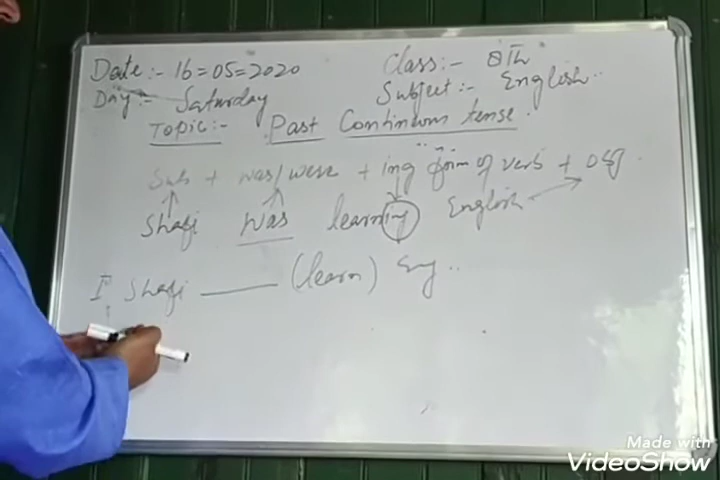 Date :- 16=05=2020 Class :- 8Th
Day :- Saturday Subject :- English..
Topic :- Past Continuous tense.
Sub + was/were + "ing" form of verb + obj.
Shafi was learning English
I Shafi ______ (learn) Eng..
Made with
VideoShow